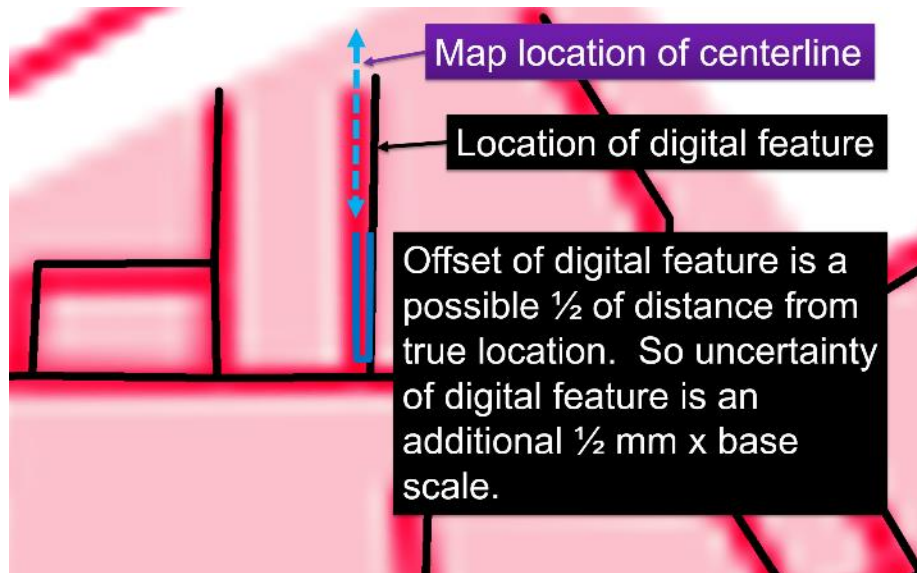 Map location of centerline
Location of digital feature
Offset of digital feature is a
possible ½ of distance from
true location.  So uncertainty
of digital feature is an
additional ½ mm x base
scale.